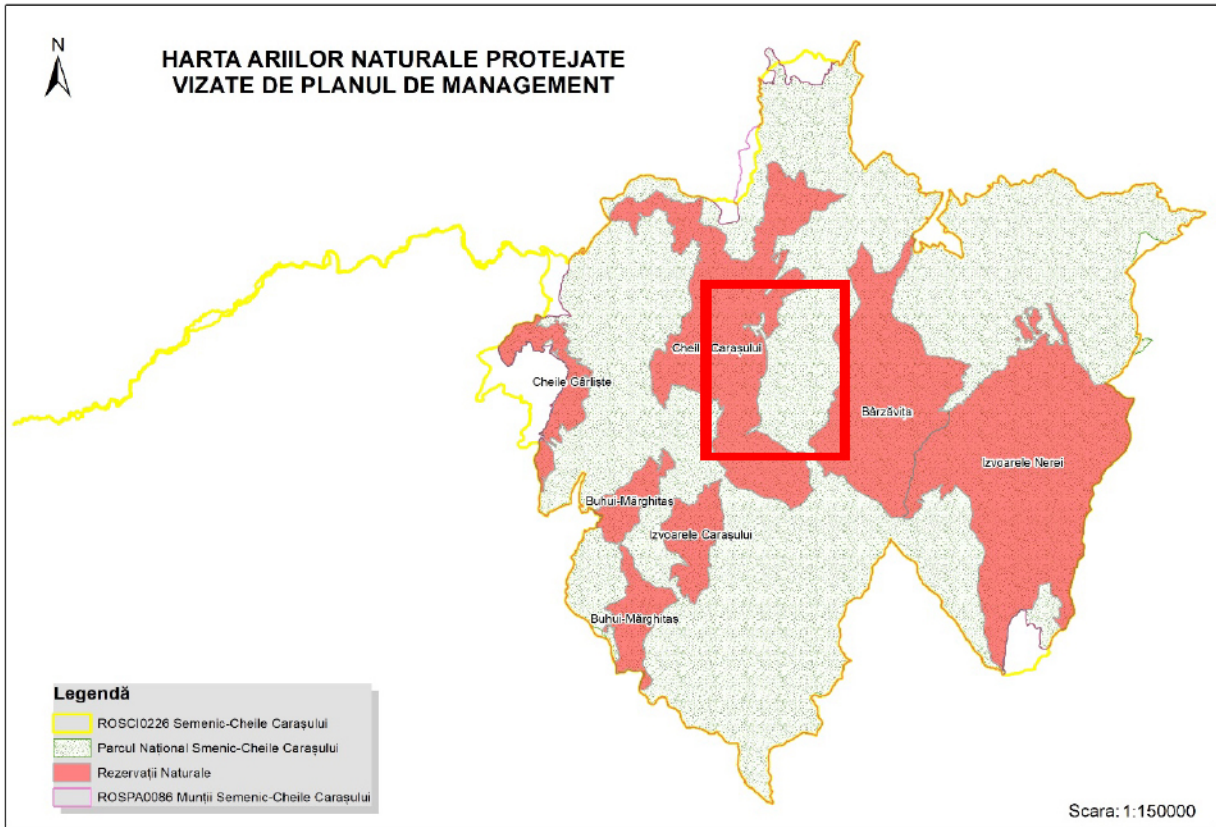 N
HARTA ARIILOR NATURALE PROTEJATE
VIZATE DE PLANUL DE MANAGEMENT
Cheile Carașului
Cheile Gârliște
Bârzăvița
Izvoarele Nerei
Buhui-Mărghitaș
Izvoarele Carașului
Buhui-Mărghitaș
Legendă
ROSCI0226 Semenic-Cheile Carașului
Parcul Național Smenic-Cheile Carașului
Rezervații Naturale
ROSPA0086 Munții Semenic-Cheile Carașului
Scara: 1:150000